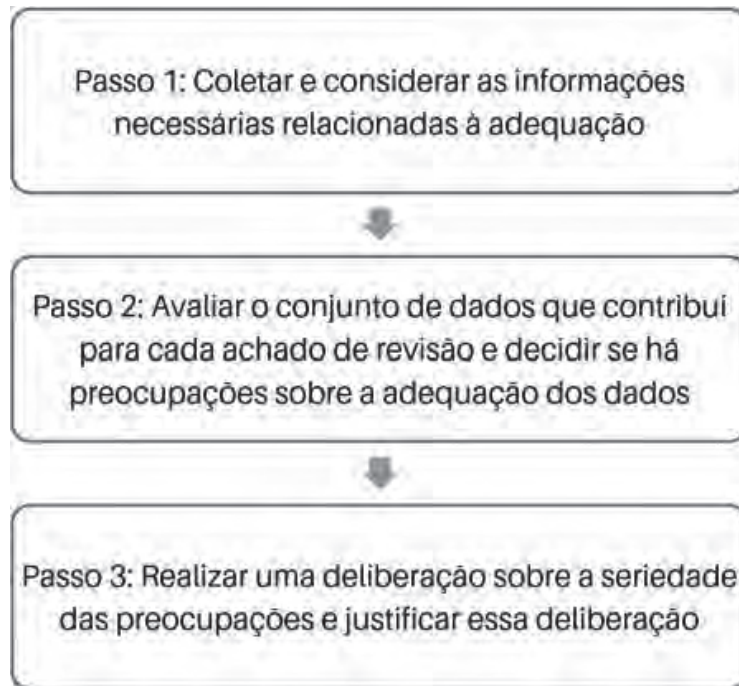 Passo 1: Coletar e considerar as informações
necessárias relacionadas à adequação
Passo 2: Avaliar o conjunto de dados que contribui
para cada achado de revisão e decidir se há
preocupações sobre a adequação dos dados
Passo 3: Realizar uma deliberação sobre a seriedade
das preocupações e justificar essa deliberação